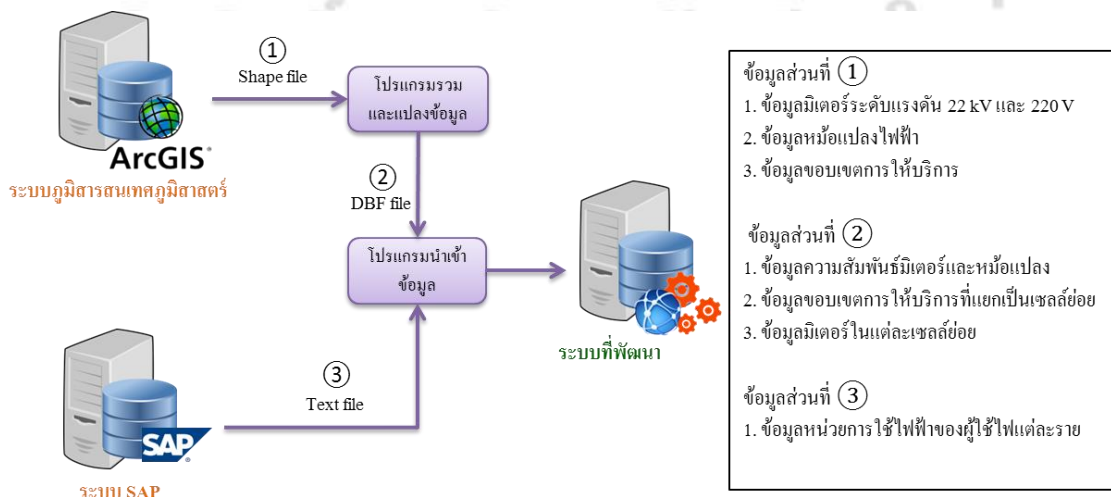 ①
Shape file
โปรแกรมรวม
และแปลงข้อมูล
ArcGIS
ระบบภูมิสารสนเทศภูมิสาสตร์
②
DBF file
โปรแกรมนำเข้า
ข้อมูล
ระบบที่พัฒนา
③
Text file
SAP
ระบบ SAP
ข้อมูลส่วนที่ ①
1. ข้อมูลมิเตอร์ระดับแรงดัน 22 kV และ 220 V
2. ข้อมูลหม้อแปลงไฟฟ้า
3. ข้อมูลขอบเขตการให้บริการ
ข้อมูลส่วนที่ ②
1. ข้อมูลความสัมพันธ์มิเตอร์และหม้อแปลง
2. ข้อมูลขอบเขตการให้บริการที่แยกเป็นเซลล์ย่อย
3. ข้อมูลมิเตอร์ในแต่ละเซลล์ย่อย
ข้อมูลส่วนที่ ③
1. ข้อมูลหน่วยการใช้ไฟฟ้าของผู้ใช้ไฟแต่ละราย